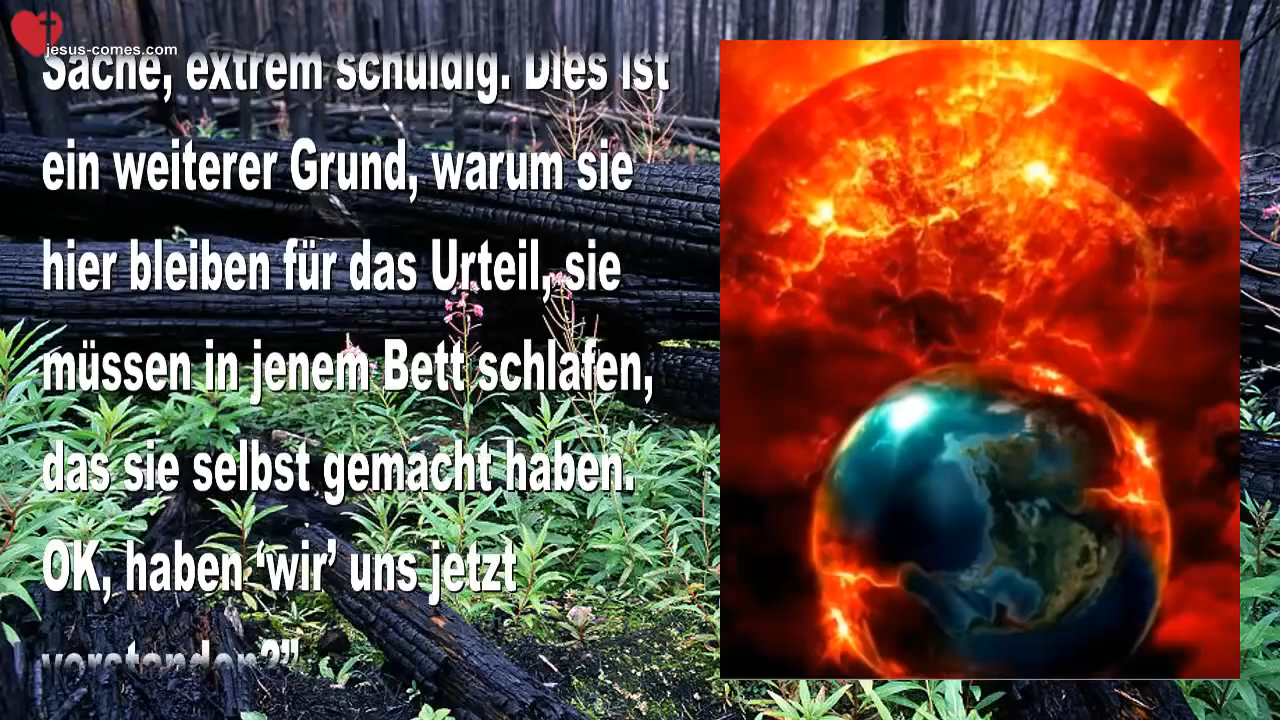 jesus-comes.com
Sache, extrem schuldig. Dies ist
ein weiterer Grund, warum sie
hier bleiben für das Urteil, sie
müssen in jenem Bett schlafen,
das sie selbst gemacht haben.
OK, haben ‘wir’ uns jetzt
verstanden?”